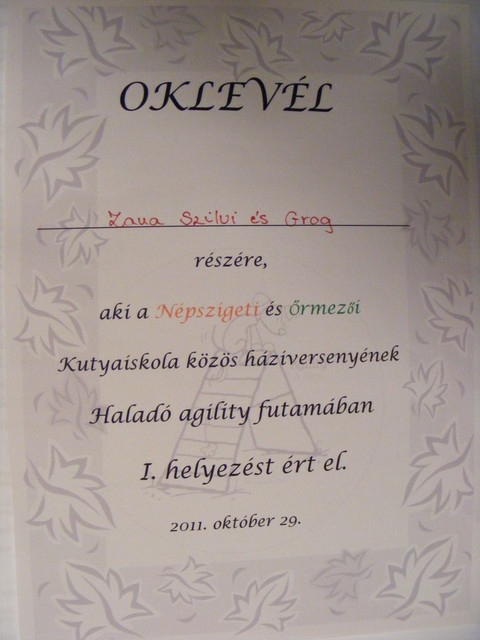 OKLEVÉL
Zana Szilvi és Grog
részére,
aki a Népszigeti és Őrmezői
Kutyaiskola közös háziversenyének
Haladó agility futamában
I. helyezést ért el.
2011. október 29.